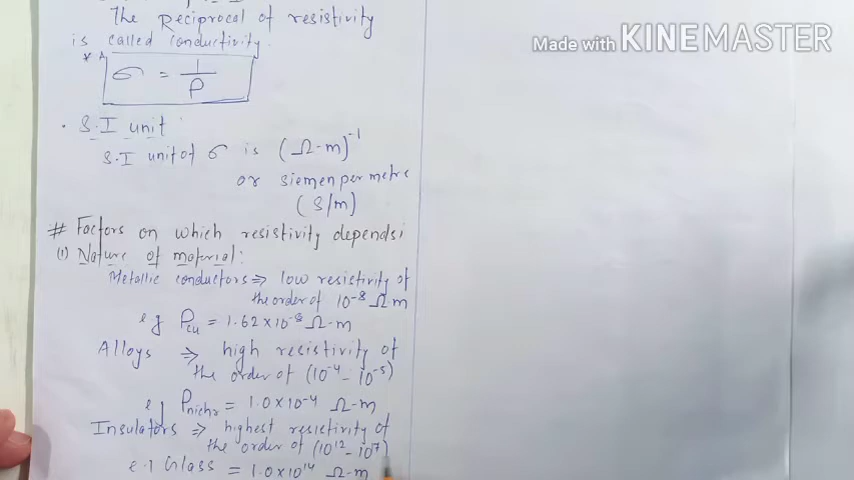 The Reciprocal of resistivity
is called conductivity.
Made with KINEMASTER
σ = 1/ρ
• S.I unit:
S.I unit of σ is (Ω-m)⁻¹
or siemen per metre
(S/m)
# Factors on which resistivity depends:
(1) Nature of material:
Metallic conductors ⇒ low resistivity of
the order of 10⁻⁸ Ωm
e.g ρcu = 1.62×10⁻⁸ Ω-m
Alloys ⇒ high resistivity of
the order of (10⁻⁴ – 10⁻⁵)
eg ρnichr = 1.0×10⁻⁴ Ω-m
Insulators ⇒ highest resistivity of
the order of (10¹² – 10⁷)
e.g Glass = 1.0×10¹⁴ Ω-m